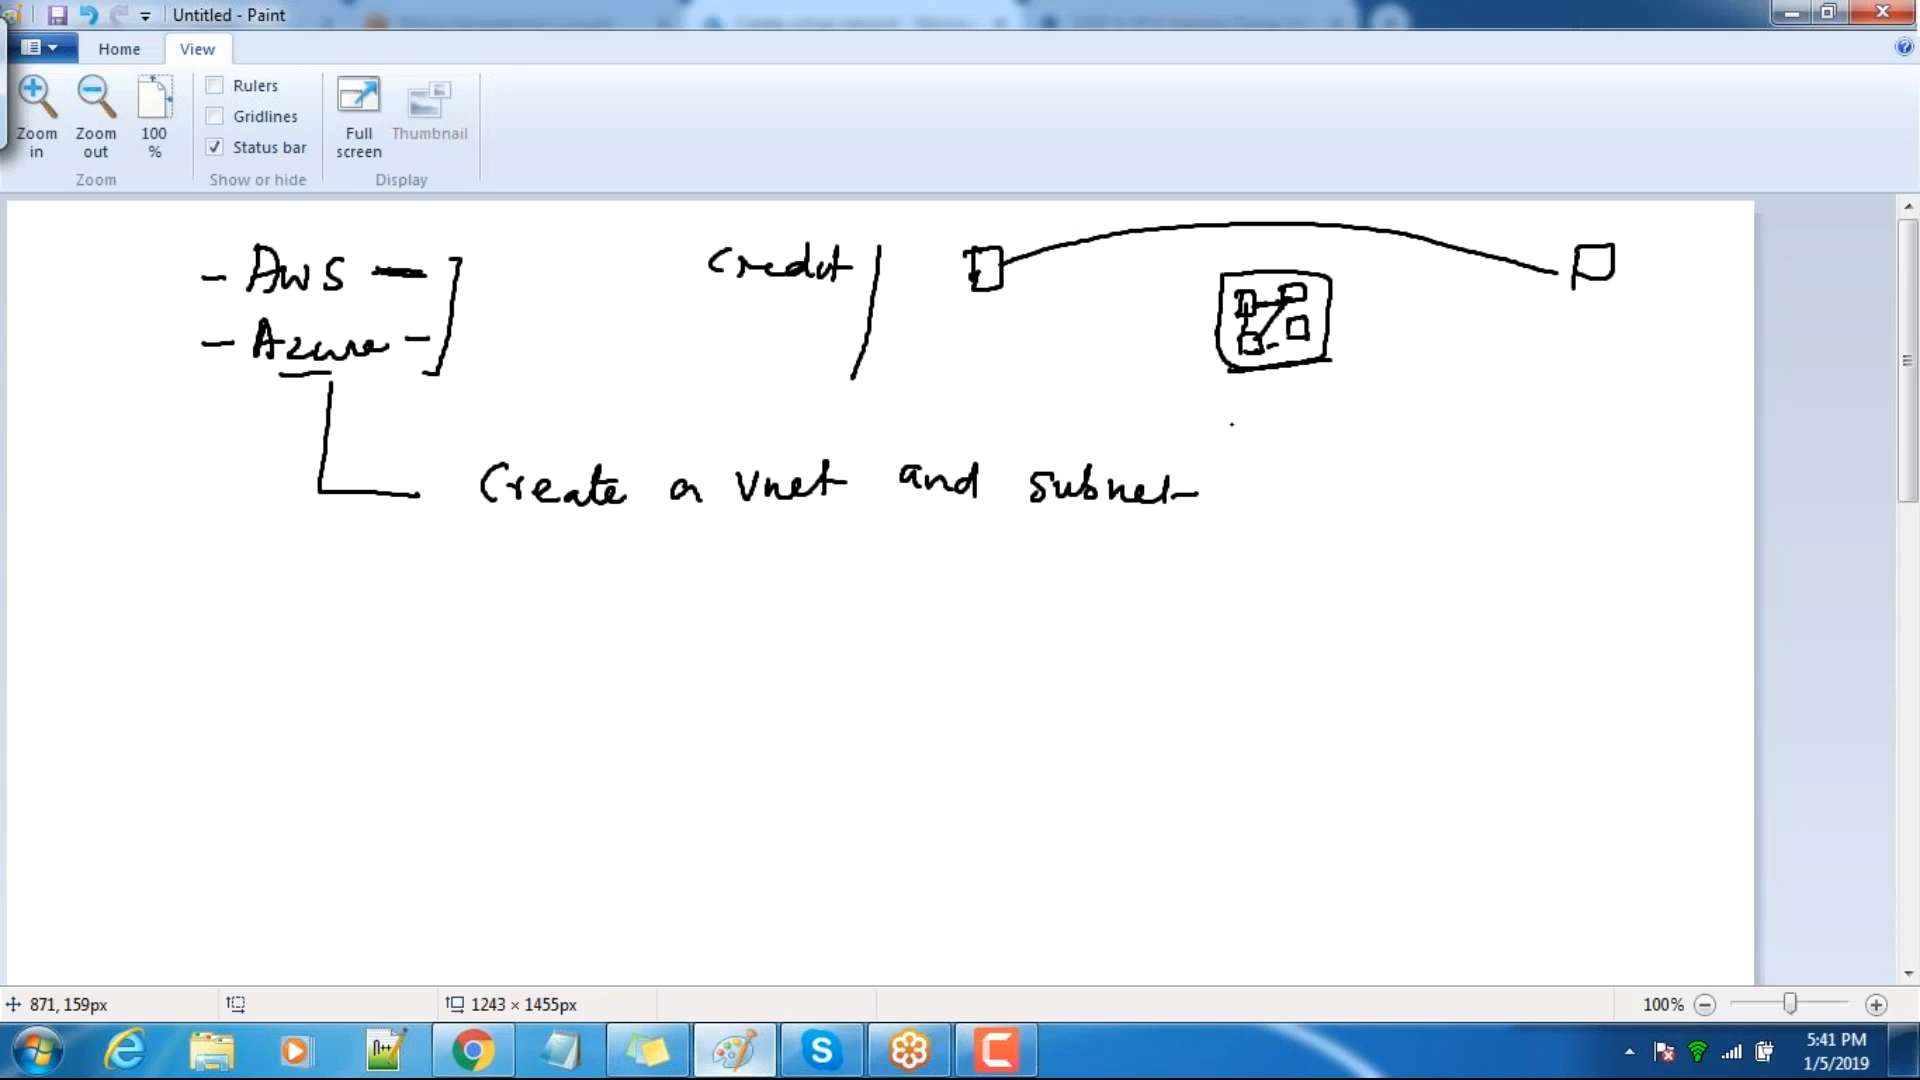 Untitled - Paint
Home View
Zoom in
Zoom out
100 %
Rulers
Gridlines
Status bar
Full screen
Thumbnail
Zoom
Show or hide
Display
- AWS -
- Azure -
Credit
Create a Vnet and subnet
871, 159px
1243 × 1455px
100%
5:41 PM
1/5/2019